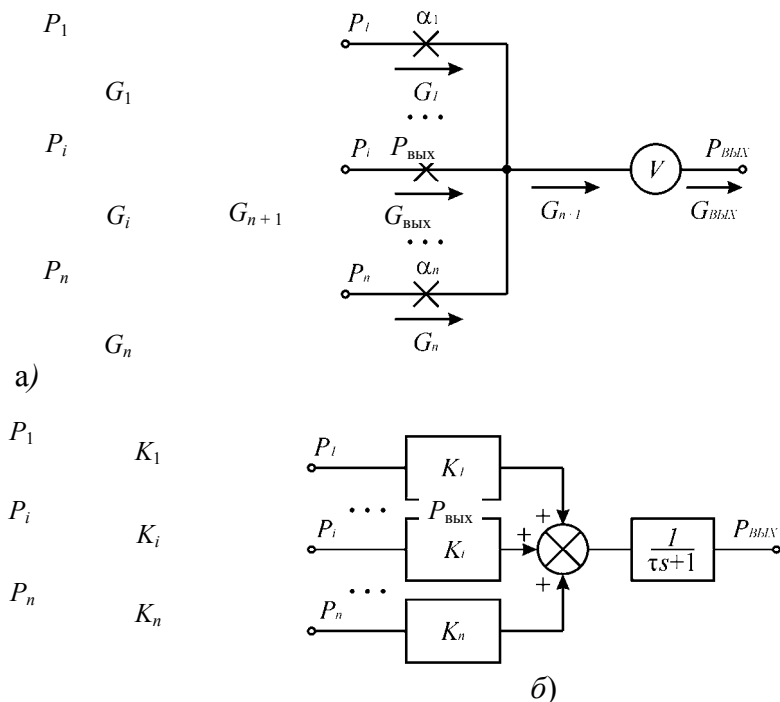 P₁ P₁ α₁
G₁ G₁
...
Pᵢ Pᵢ Pвых V PВЫХ
Gᵢ Gₙ₊₁ Gвых Gₙ₊₁ GВЫХ
...
Pₙ Pₙ αₙ
Gₙ Gₙ
а)
P₁ K₁ P₁ K₁
... Pвых +
Pᵢ Kᵢ Pᵢ Kᵢ + 1/τs+1 PВЫХ
... +
Pₙ Kₙ Pₙ Kₙ
б)